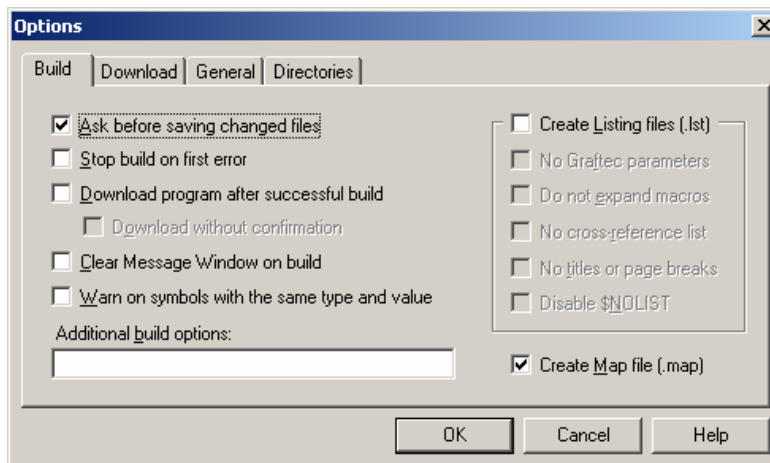 Options
Build Download General Directories
Ask before saving changed files
Stop build on first error
Download program after successful build
Download without confirmation
Clear Message Window on build
Warn on symbols with the same type and value
Additional build options:
Create Listing files (.lst)
No Graftec parameters
Do not expand macros
No cross-reference list
No titles or page breaks
Disable $NOLIST
Create Map file (.map)
OK Cancel Help